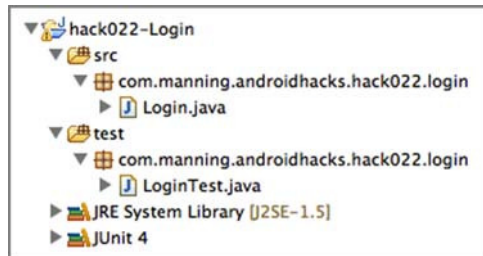 hack022-Login
src
com.manning.androidhacks.hack022.login
Login.java
test
com.manning.androidhacks.hack022.login
LoginTest.java
JRE System Library [J2SE-1.5]
JUnit 4